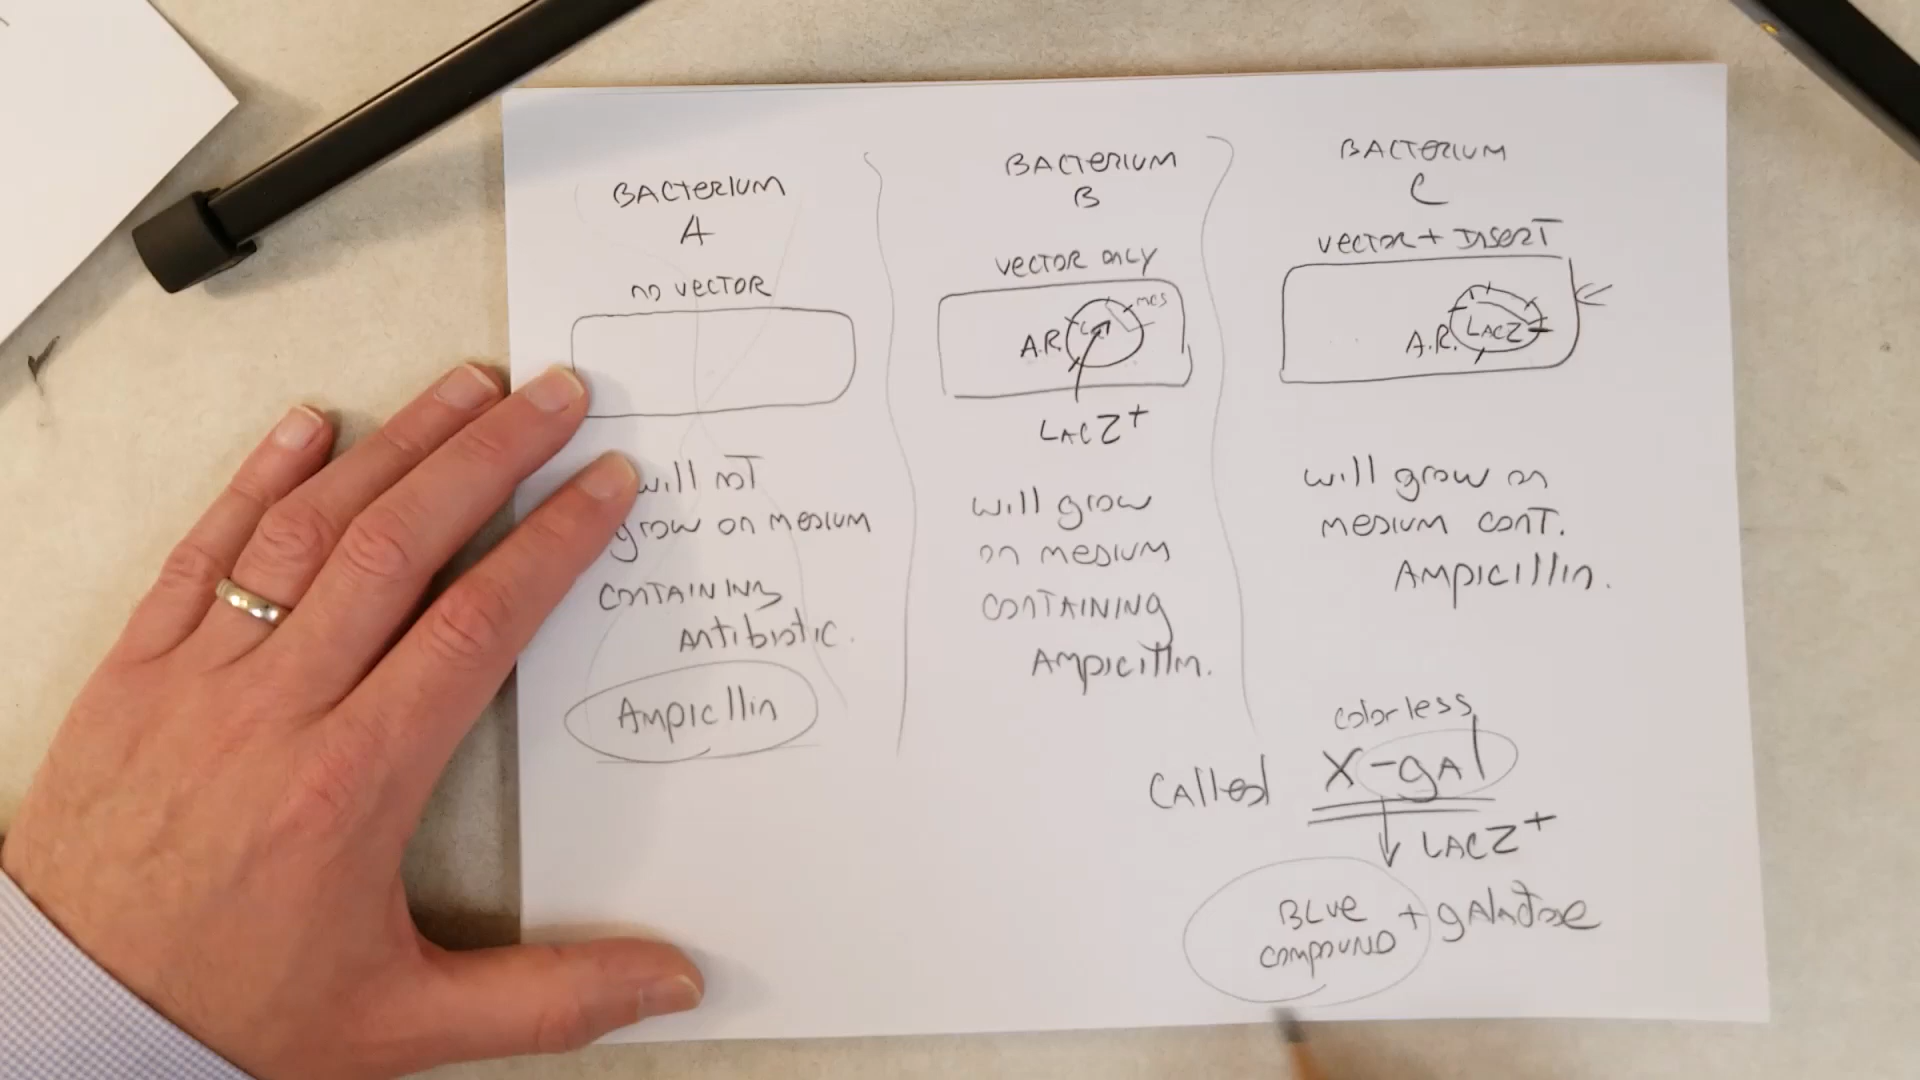 BACTERIUM
A
no VECTOR
will not
grow on MEDIUM
CONTAINING
Antibiotic.
Ampicllin
BACTERIUM
B
VECTOR ONLY
MCS
A.R.
LACZ+
will grow
on MEDIUM
CONTAINING
Ampicillin.
BACTERIUM
C
VECTOR + INSERT
A.R. LACZ
will grow on
MEDIUM CONT.
AMPICIllin.
colorless
CAlled X-gAl
LACZ+
BLUE + gAlActose
COMPOUND